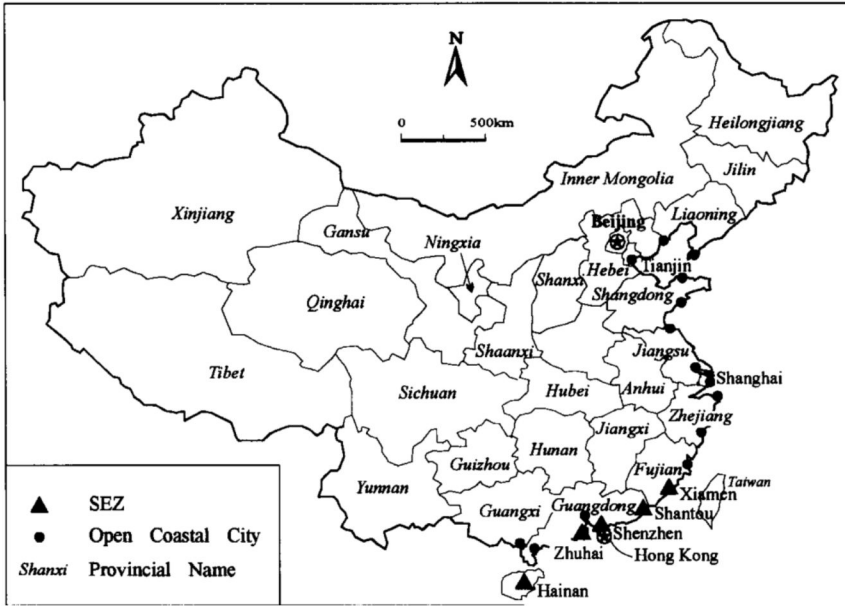 N
0 500km
Heilongjiang
Jilin
Inner Mongolia
Liaoning
Xinjiang
Beijing
Gansu
Ningxia
Tianjin
Hebei
Shanxi
Shangdong
Qinghai
Shaanxi
Jiangsu
Tibet
Shanghai
Sichuan
Hubei
Anhui
Zhejiang
Jiangxi
Hunan
Guizhou
Fujian
Yunnan
Taiwan
Xiamen
Guangxi
Guangdong
Shantou
Shenzhen
Zhuhai
Hong Kong
Hainan
SEZ
Open Coastal City
Shanxi Provincial Name